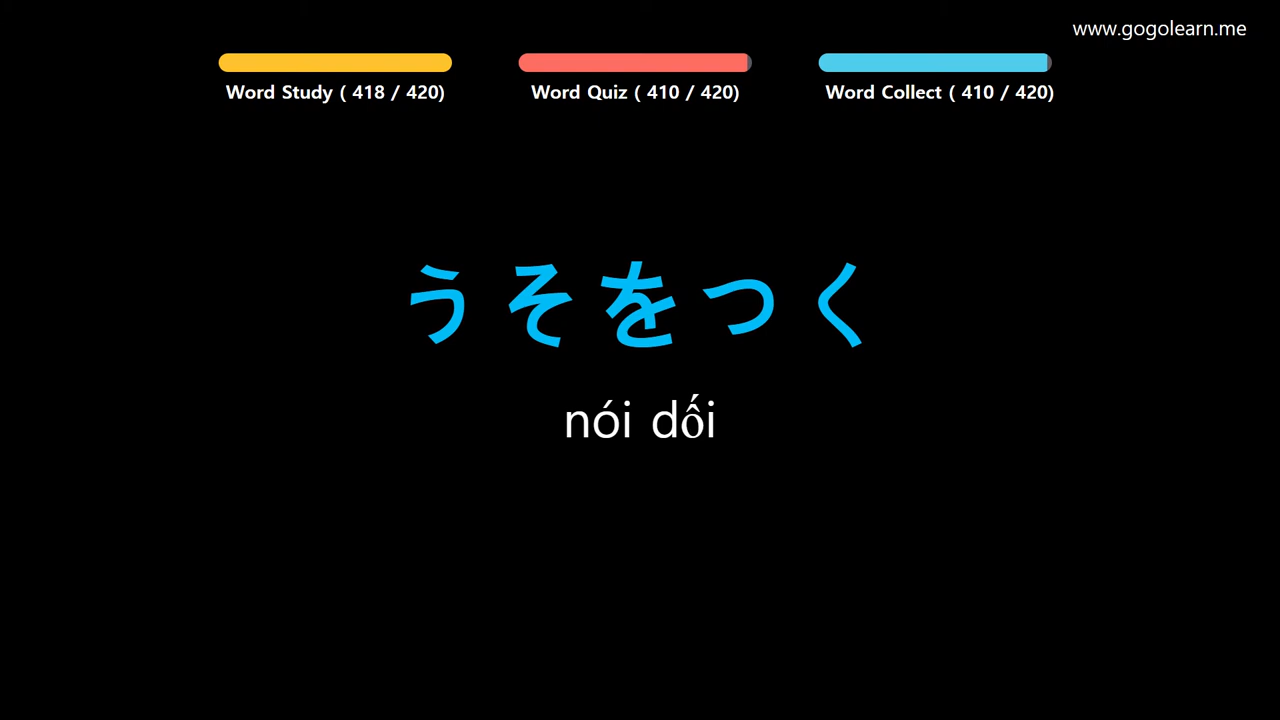 www.gogolearn.me
Word Study ( 418 / 420)
Word Quiz ( 410 / 420)
Word Collect ( 410 / 420)
うそをつく
nói dối